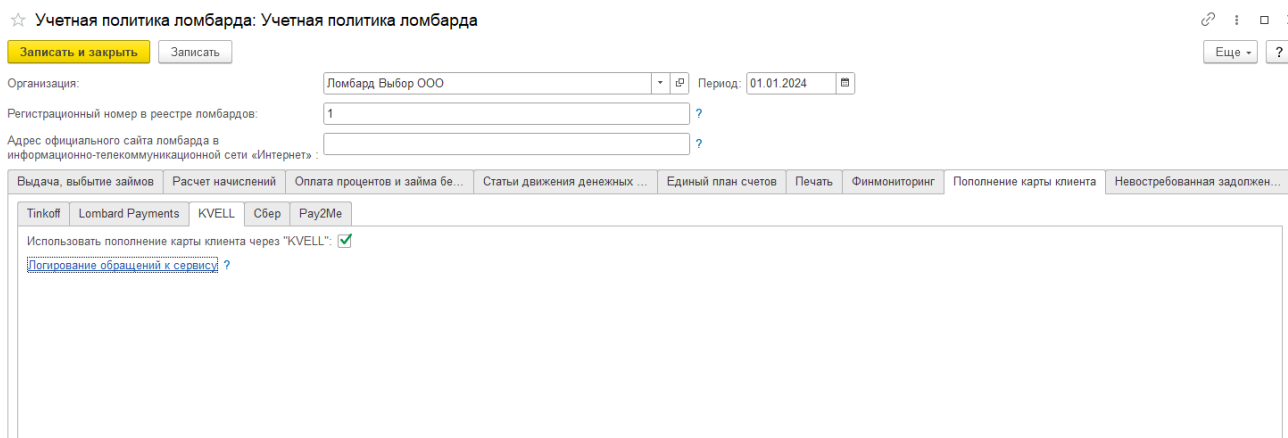 Учетная политика ломбарда: Учетная политика ломбарда
Записать и закрыть Записать Еще ?
Организация: Ломбард Выбор ООО Период: 01.01.2024
Регистрационный номер в реестре ломбардов: 1 ?
Адрес официального сайта ломбарда в
информационно-телекоммуникационной сети «Интернет» : ?
Выдача, выбытие займов Расчет начислений Оплата процентов и займа бе... Статьи движения денежных ... Единый план счетов Печать Финмониторинг Пополнение карты клиента Невостребованная задолжен...
Tinkoff Lombard Payments KVELL Сбер Pay2Me
Использовать пополнение карты клиента через "KVELL":
Логирование обращений к сервису ?